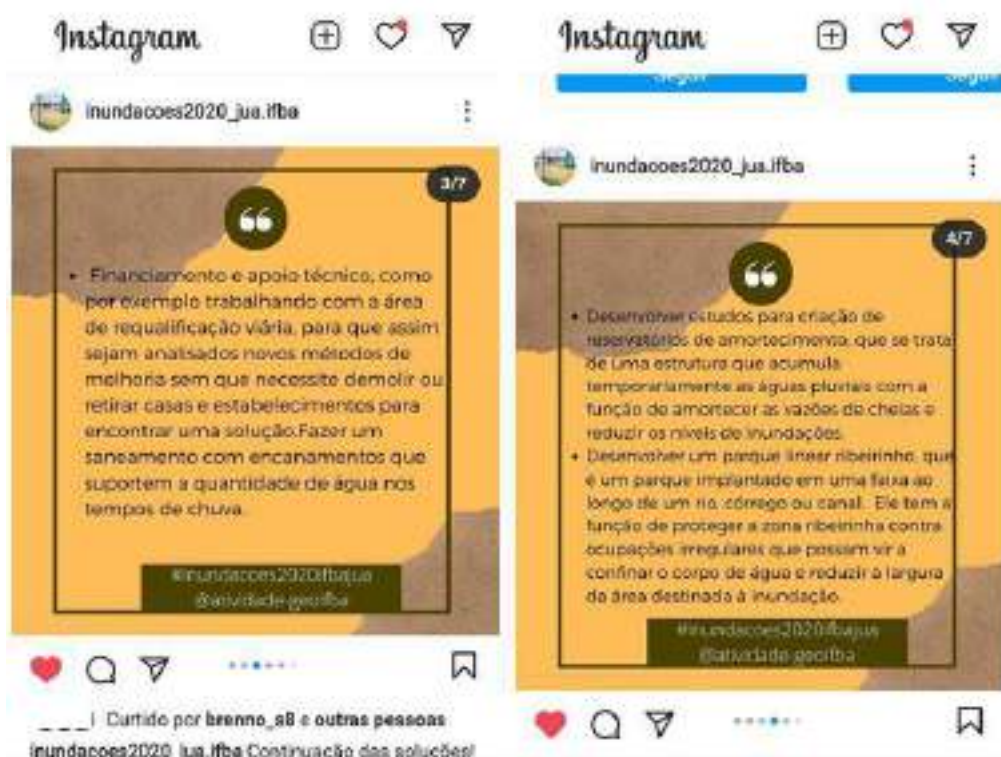 Instagram
inundacoes2020_jua.ifba
3/7
• Financiamento e apoio técnico, como
por exemplo trabalhando com a área
de requalificação viária, para que assim
sejam analisados novos métodos de
melhoria sem que necessite demolir ou
retirar casas e estabelecimentos para
encontrar uma solução.Fazer um
saneamento com encanamentos que
suportem a quantidade de água nos
tempos de chuva.
#inundacoes2020ifbajua
@atividade.geoifba
Curtido por brenno_s8 e outras pessoas
inundacoes2020_jua.ifba Continuação das soluções!
Instagram
Seguir
Seguir
inundacoes2020_jua.ifba
4/7
• Desenvolver estudos para criação de
reservatórios de amortecimento, que se trata
de uma estrutura que acumula
temporariamente as águas pluviais com a
função de amortecer as vazões de cheias e
reduzir os níveis de inundações.
• Desenvolver um parque linear ribeirinho, que
é um parque implantado em uma faixa ao
longo de um rio, córrego ou canal. Ele tem a
função de proteger a zona ribeirinha contra
ocupações irregulares que possam vir a
confinar o corpo de água e reduzir a largura
da área destinada à inundação.
#inundacoes2020ifbajua
@atividade.geoifba